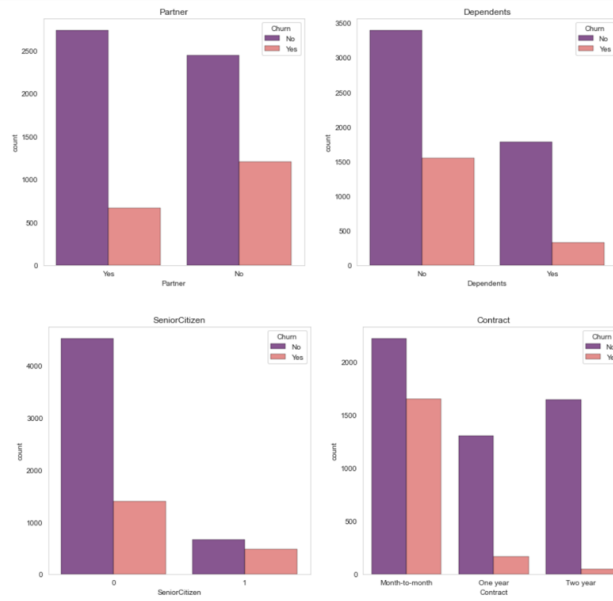 Partner
Churn
No
Yes
2500
2000
1500
1000
500
0
count
Yes No
Partner
Dependents
Churn
No
Yes
3500
3000
2500
2000
1500
1000
500
0
count
No Yes
Dependents
SeniorCitizen
Churn
No
Yes
4000
3000
2000
1000
0
count
0 1
SeniorCitizen
Contract
Churn
No
Ye
2000
1500
1000
500
0
count
Month-to-month One year Two year
Contract